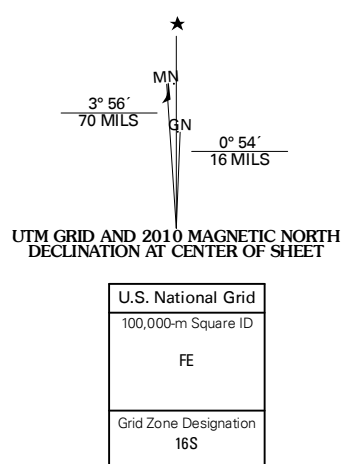 MN
3° 56´
70 MILS
GN
0° 54´
16 MILS
UTM GRID AND 2010 MAGNETIC NORTH
DECLINATION AT CENTER OF SHEET
U.S. National Grid
100,000-m Square ID
FE
Grid Zone Designation
16S